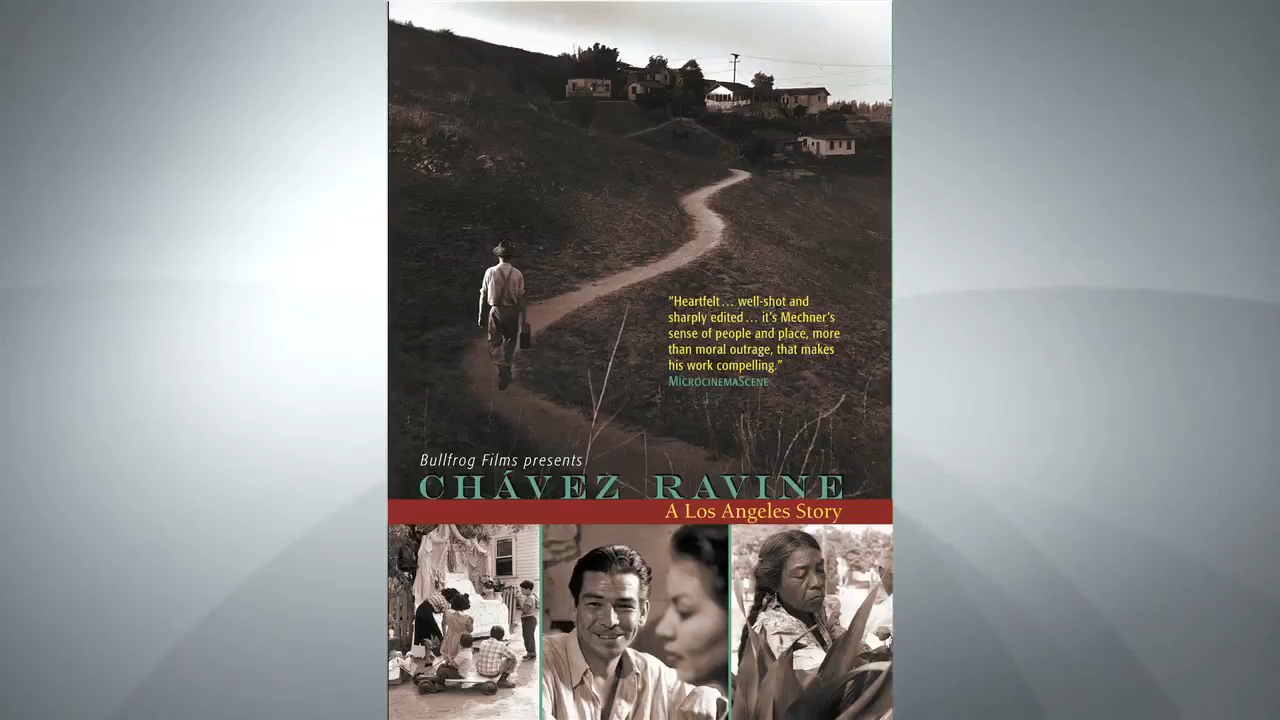 "Heartfelt... well-shot and
sharply edited... it's Mechner's
sense of people and place, more
than moral outrage, that makes
his work compelling."
MICROCINEMASCENE
Bullfrog Films presents
CHÁVEZ RAVINE
A Los Angeles Story